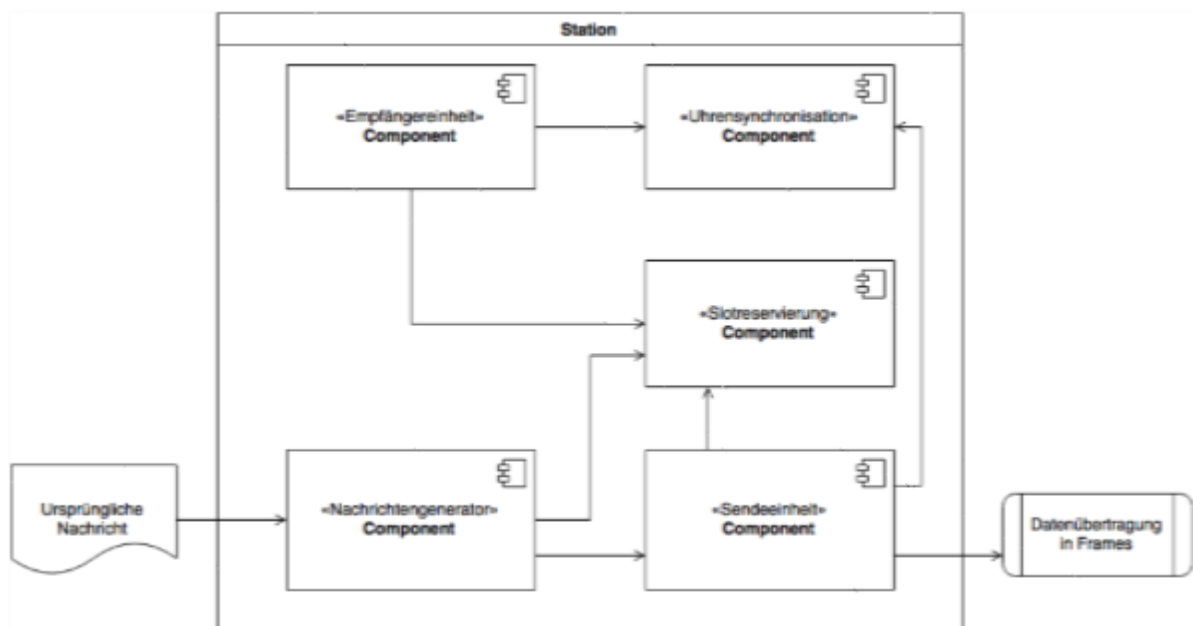 Station
«Empfängereinheit»
Component
«Uhrensynchronisation»
Component
«Slotreservierung»
Component
Ursprüngliche
Nachricht
«Nachrichtengenerator»
Component
«Sendeeinheit»
Component
Datenübertragung
in Frames